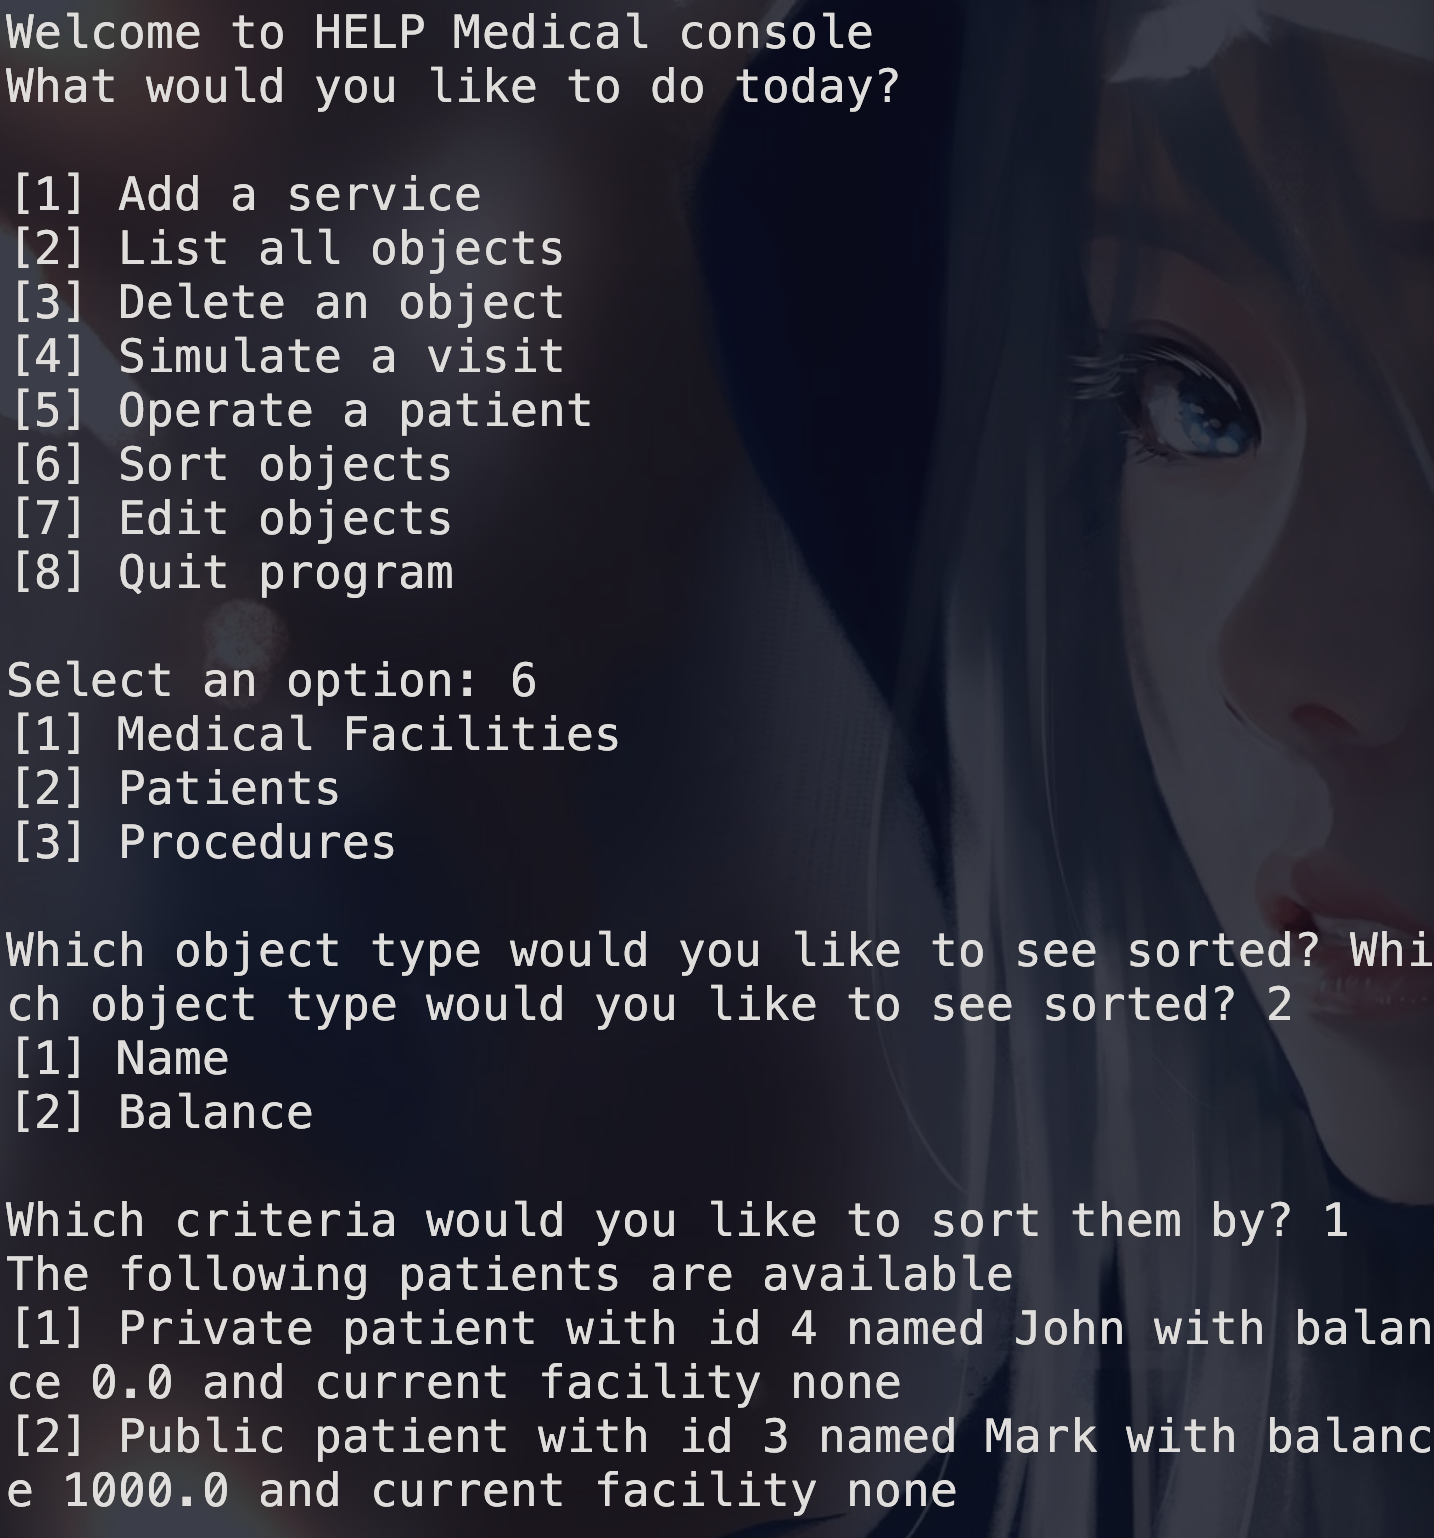 Welcome to HELP Medical console
What would you like to do today?
[1] Add a service
[2] List all objects
[3] Delete an object
[4] Simulate a visit
[5] Operate a patient
[6] Sort objects
[7] Edit objects
[8] Quit program
Select an option: 6
[1] Medical Facilities
[2] Patients
[3] Procedures
Which object type would you like to see sorted? Whi
ch object type would you like to see sorted? 2
[1] Name
[2] Balance
Which criteria would you like to sort them by? 1
The following patients are available
[1] Private patient with id 4 named John with balan
ce 0.0 and current facility none
[2] Public patient with id 3 named Mark with balanc
e 1000.0 and current facility none